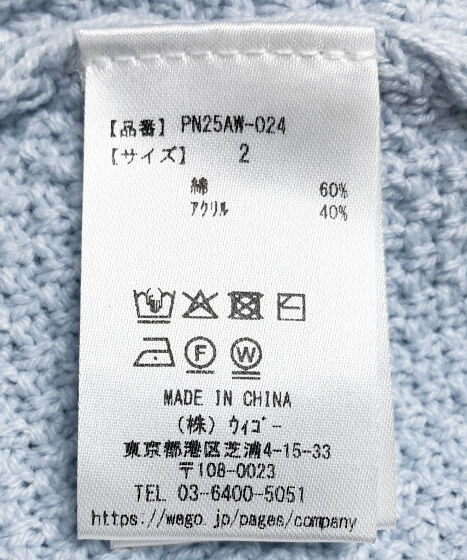 【品番】 PN25AW-024
【サイズ】 2
綿 60%
アクリル 40%
F W
MADE IN CHINA
(株) ウィゴー
東京都港区芝浦4-15-33
〒108-0023
TEL 03-6400-5051
https://wego.jp/pages/company